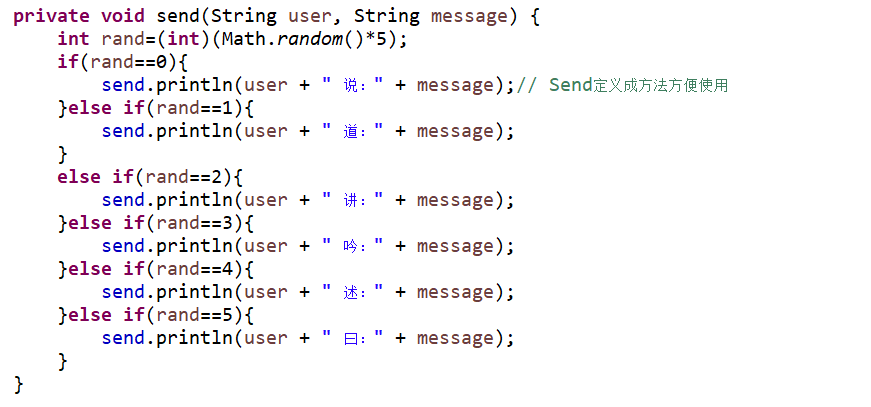 private void send(String user, String message) {
    int rand=(int)(Math.random()*5);
    if(rand==0){
        send.println(user + " 说：" + message);// Send定义成方法方便使用
    }else if(rand==1){
        send.println(user + " 道：" + message);
    }
    else if(rand==2){
        send.println(user + " 讲：" + message);
    }else if(rand==3){
        send.println(user + " 吟：" + message);
    }else if(rand==4){
        send.println(user + " 述：" + message);
    }else if(rand==5){
        send.println(user + " 曰：" + message);
    }
}